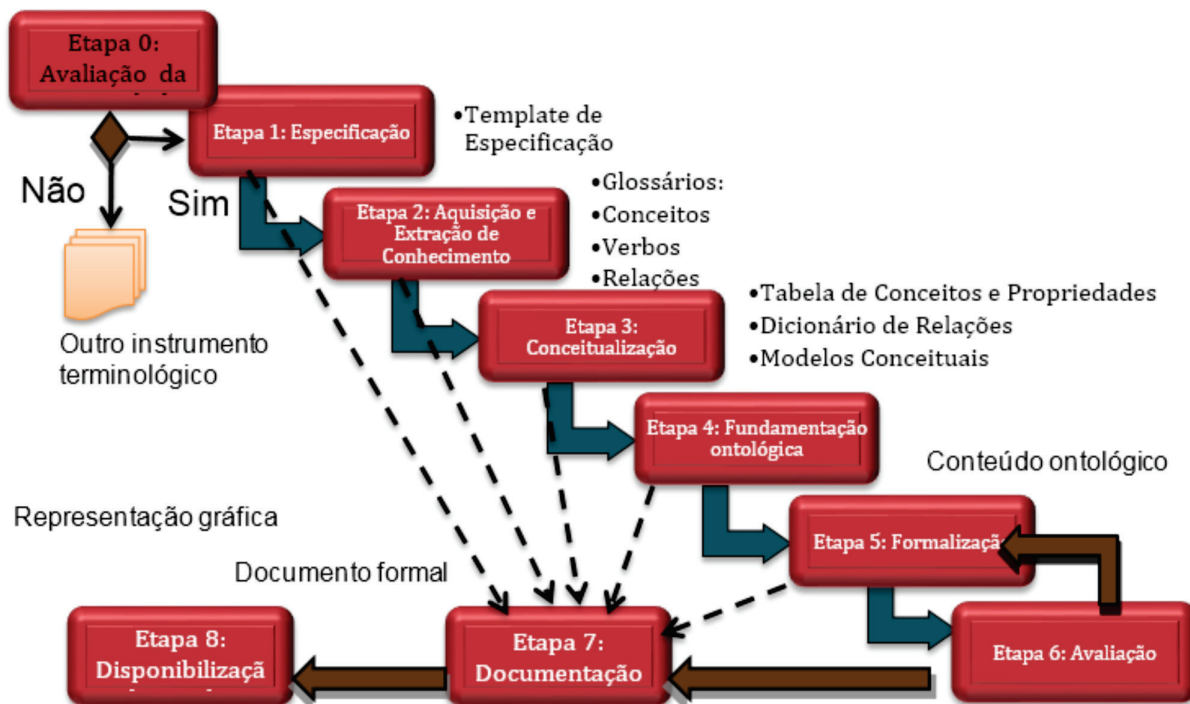 Etapa 0:
Avaliação da
Etapa 1: Especificação
•Template de
Especificação
Não
Sim
Outro instrumento
terminológico
Etapa 2: Aquisição e
Extração de
Conhecimento
•Glossários:
•Conceitos
•Verbos
•Relações
Etapa 3:
Conceitualização
•Tabela de Conceitos e Propriedades
•Dicionário de Relações
•Modelos Conceituais
Etapa 4: Fundamentação
ontológica
Conteúdo ontológico
Etapa 5: Formalizaçã
Etapa 6: Avaliação
Representação gráfica
Documento formal
Etapa 7:
Documentação
Etapa 8:
Disponibilizaçã